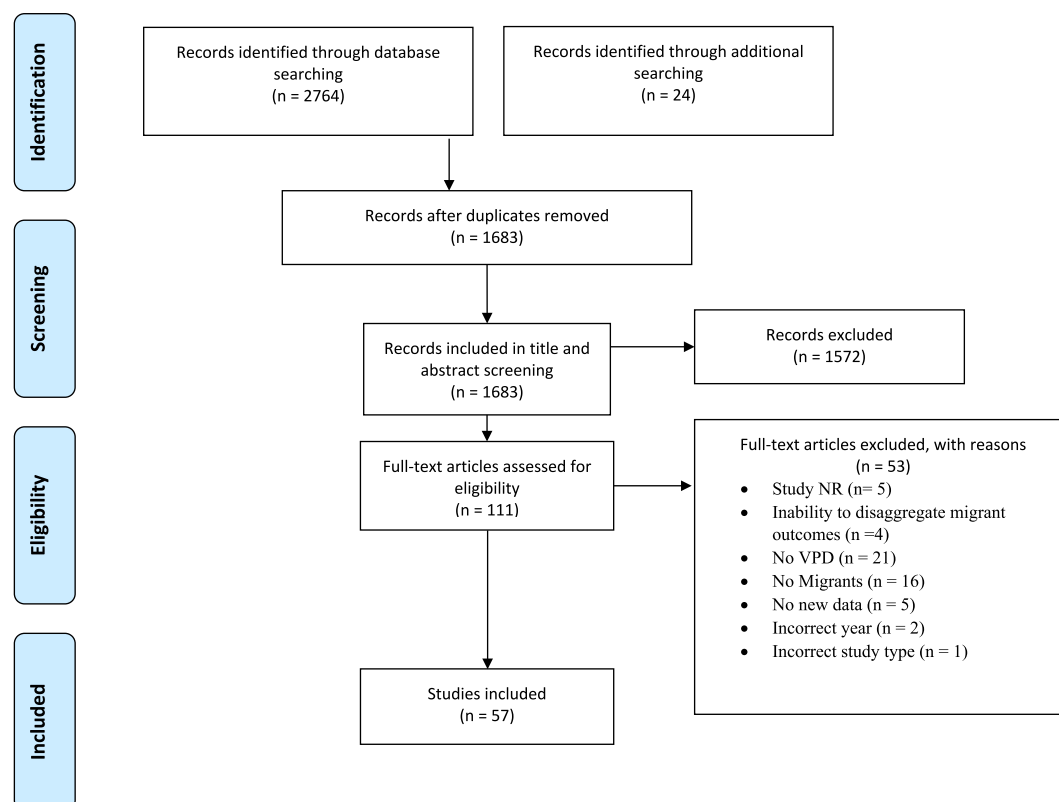 Identification
Records identified through database
searching
(n = 2764)
Records identified through additional
searching
(n = 24)
Records after duplicates removed
(n = 1683)
Screening
Records included in title and
abstract screening
(n = 1683)
Records excluded
(n = 1572)
Eligibility
Full-text articles assessed for
eligibility
(n = 111)
Full-text articles excluded, with reasons
(n = 53)
• Study NR (n= 5)
• Inability to disaggregate migrant
outcomes (n =4)
• No VPD (n = 21)
• No Migrants (n = 16)
• No new data (n = 5)
• Incorrect year (n = 2)
• Incorrect study type (n = 1)
Included
Studies included
(n = 57)